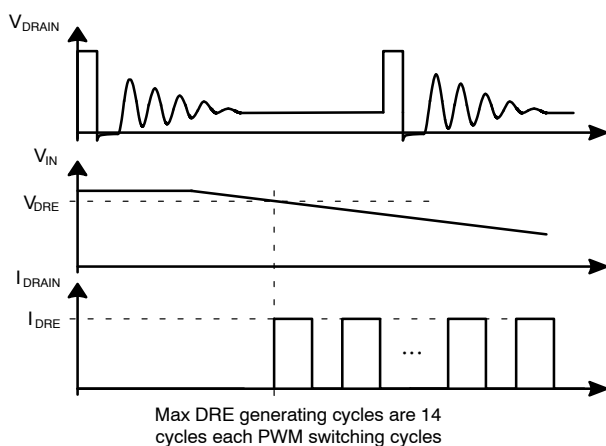 VDRAIN
VIN
VDRE
IDRAIN
IDRE
...
Max DRE generating cycles are 14
cycles each PWM switching cycles